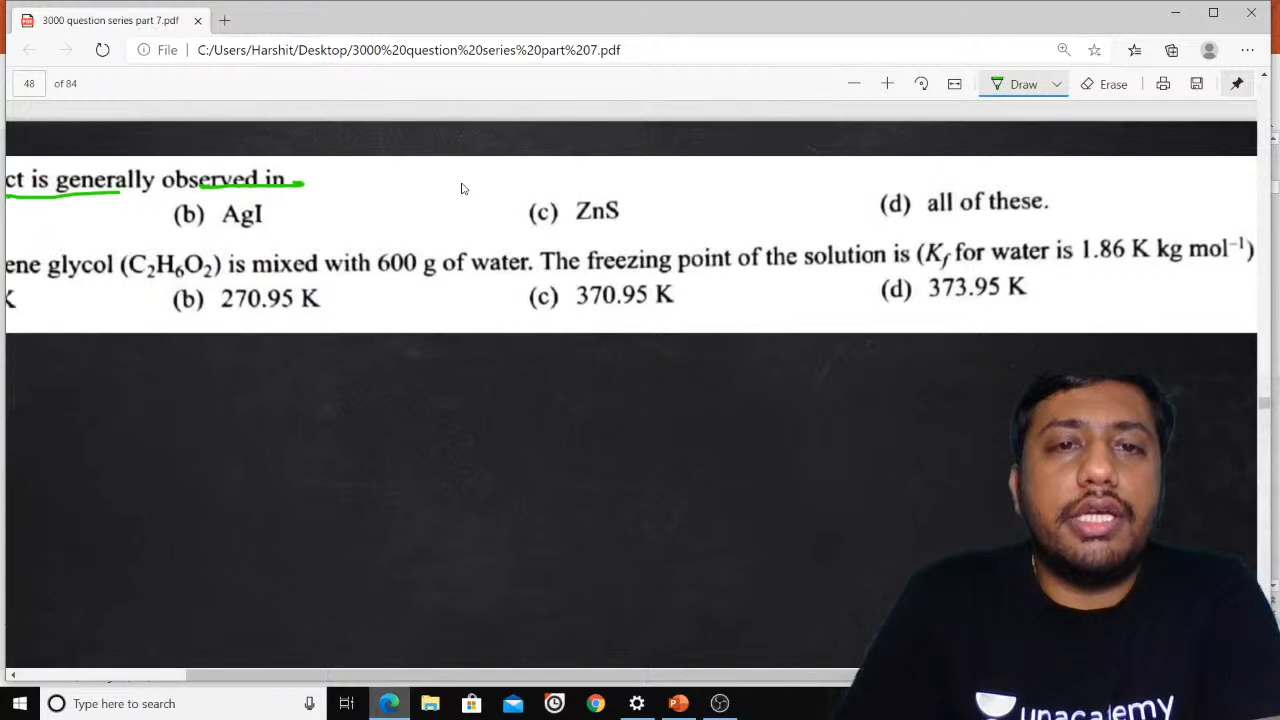 3000 question series part 7.pdf
File C:/Users/Harshit/Desktop/3000%20question%20series%20part%207.pdf
48 of 84 Draw Erase
ct is generally observed in
(b) AgI (c) ZnS (d) all of these.
ene glycol (C₂H₆O₂) is mixed with 600 g of water. The freezing point of the solution is (K_f for water is 1.86 K kg mol⁻¹)
K (b) 270.95 K (c) 370.95 K (d) 373.95 K
unacademy
Type here to search